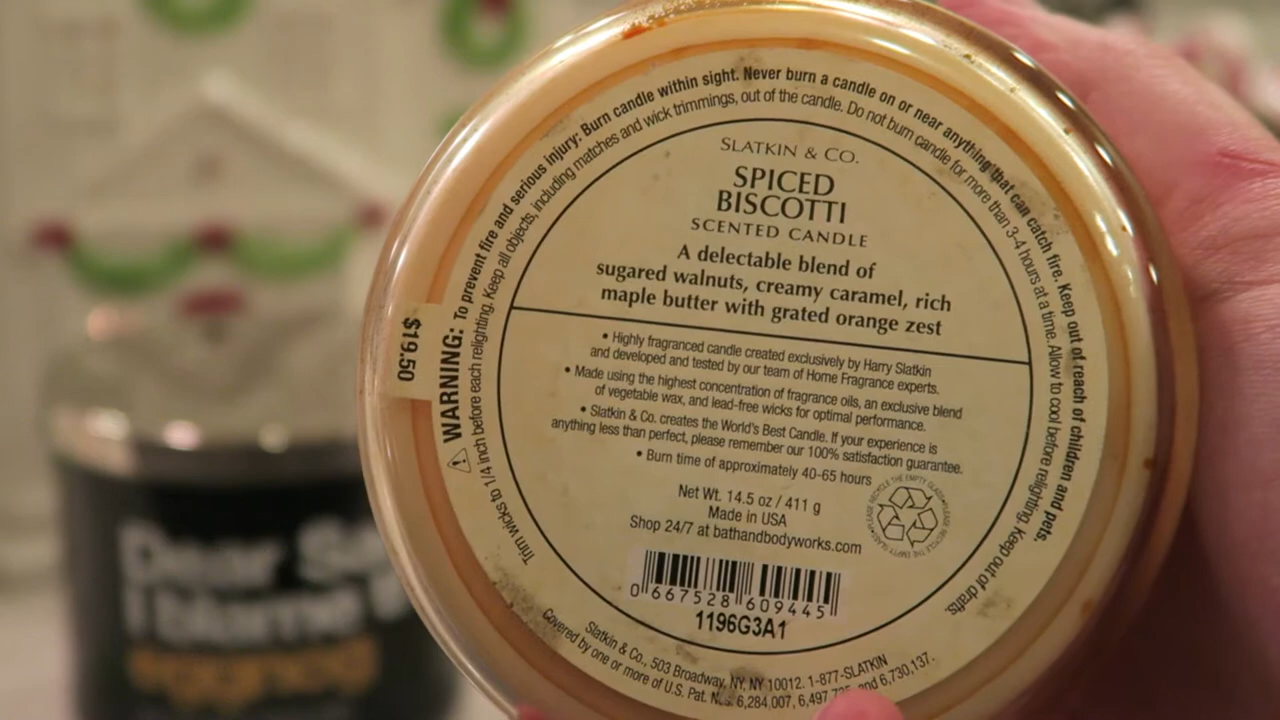 WARNING: To prevent fire and serious injury: Burn candle within sight. Never burn a candle on or near anything that can catch fire. Keep out of reach of children and pets.
Trim wicks to 1/4 inch before each relighting. Keep all objects, including matches and wick trimmings, out of the candle. Do not burn candle for more than 3-4 hours at a time. Allow to cool before relighting. Keep out of drafts.
SLATKIN & CO.
SPICED
BISCOTTI
SCENTED CANDLE
A delectable blend of
sugared walnuts, creamy caramel, rich
maple butter with grated orange zest
$19.50
• Highly fragranced candle created exclusively by Harry Slatkin
and developed and tested by our team of Home Fragrance experts.
• Made using the highest concentration of fragrance oils, an exclusive blend
of vegetable wax, and lead-free wicks for optimal performance.
• Slatkin & Co. creates the World's Best Candle. If your experience is
anything less than perfect, please remember our 100% satisfaction guarantee.
• Burn time of approximately 40-65 hours
Net Wt. 14.5 oz / 411 g
Made in USA
Shop 24/7 at bathandbodyworks.com
PLEASE RECYCLE THE EMPTY GLASS • PLEASE RECYCLE THE EMPTY GLASS •
0 667528 609445
1196G3A1
Slatkin & Co., 503 Broadway, NY, NY 10012. 1-877-SLATKIN
Covered by one or more of U.S. Pat. 6,284,007, and 6,730,137.
Dear
I blame